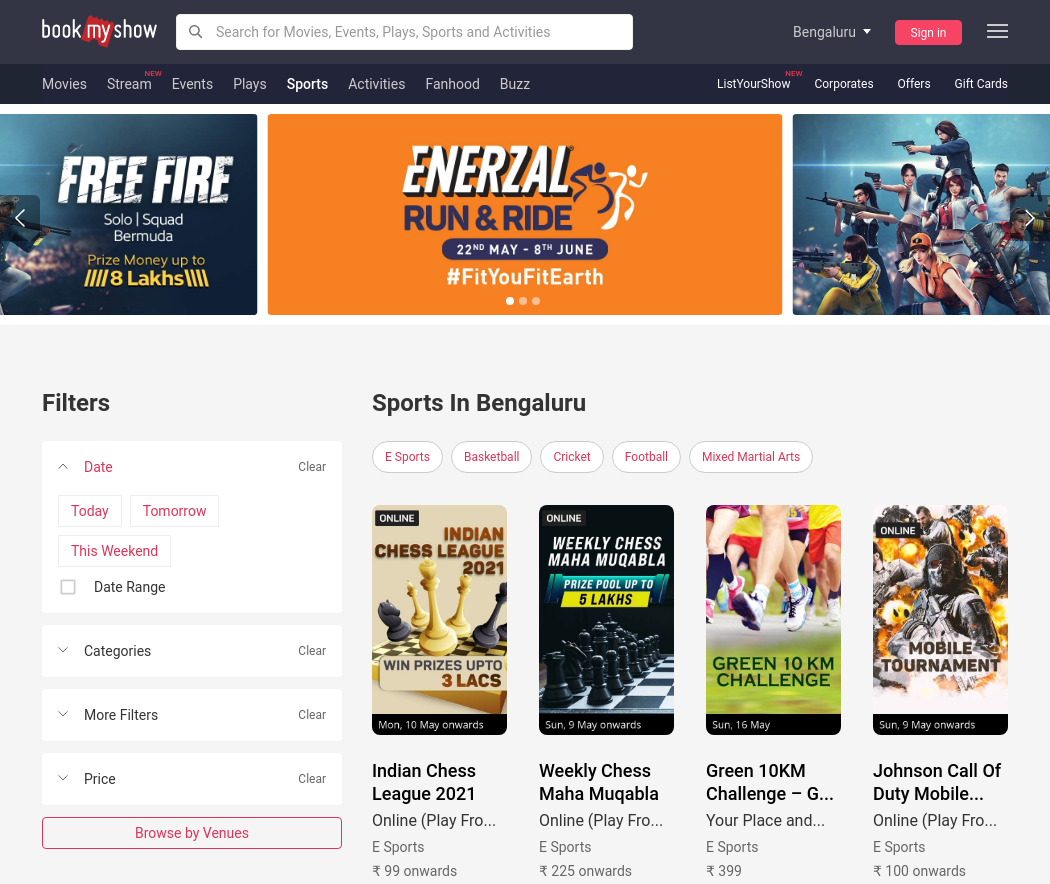 book my show
Search for Movies, Events, Plays, Sports and Activities
Bengaluru
Sign in
Movies
Stream NEW
Events
Plays
Sports
Activities
Fanhood
Buzz
ListYourShow NEW
Corporates
Offers
Gift Cards
FREE FIRE
Solo | Squad
Bermuda
Prize Money up to
8 Lakhs
ENERZAL
RUN & RIDE
22ND MAY - 8TH JUNE
#FitYouFitEarth
Filters
Date
Clear
Today
Tomorrow
This Weekend
Date Range
Categories
Clear
More Filters
Clear
Price
Clear
Browse by Venues
Sports In Bengaluru
E Sports
Basketball
Cricket
Football
Mixed Martial Arts
ONLINE
INDIAN
CHESS LEAGUE
2021
WIN PRIZES UPTO
3 LACS
Mon, 10 May onwards
Indian Chess
League 2021
Online (Play Fro...
E Sports
₹ 99 onwards
ONLINE
WEEKLY CHESS
MAHA MUQABLA
PRIZE POOL UP TO
5 LAKHS
Sun, 9 May onwards
Weekly Chess
Maha Muqabla
Online (Play Fro...
E Sports
₹ 225 onwards
GREEN 10 KM
CHALLENGE
Sun, 16 May
Green 10KM
Challenge – G...
Your Place and...
E Sports
₹ 399
ONLINE
MOBILE
TOURNAMENT
Sun, 9 May onwards
Johnson Call Of
Duty Mobile...
Online (Play Fro...
E Sports
₹ 100 onwards